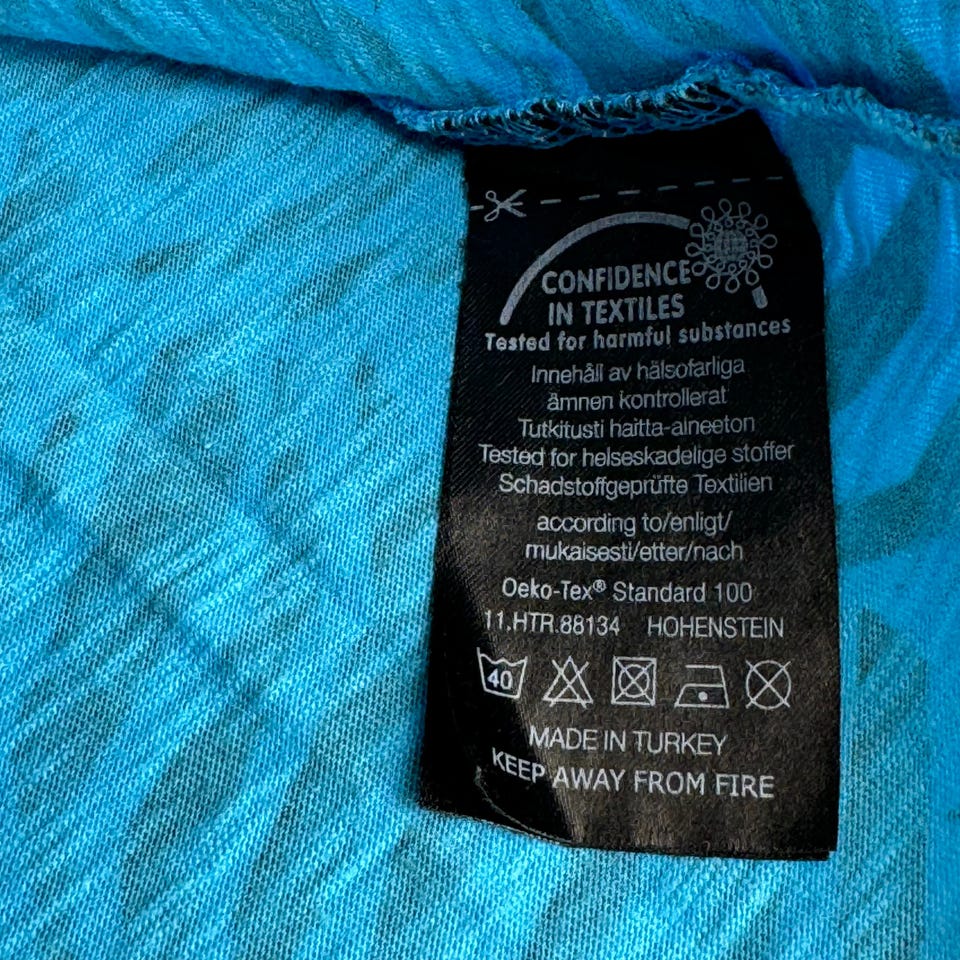 CONFIDENCE
IN TEXTILES
Tested for harmful substances
Innehåll av hälsofarliga
ämnen kontrollerat
Tutkitusti haitta-aineeton
Tested for helseskadelige stoffer
Schadstoffgeprüfte Textilien
according to/enligt/
mukaisesti/etter/nach
Oeko-Tex® Standard 100
11.HTR.88134 HOHENSTEIN
40
MADE IN TURKEY
KEEP AWAY FROM FIRE